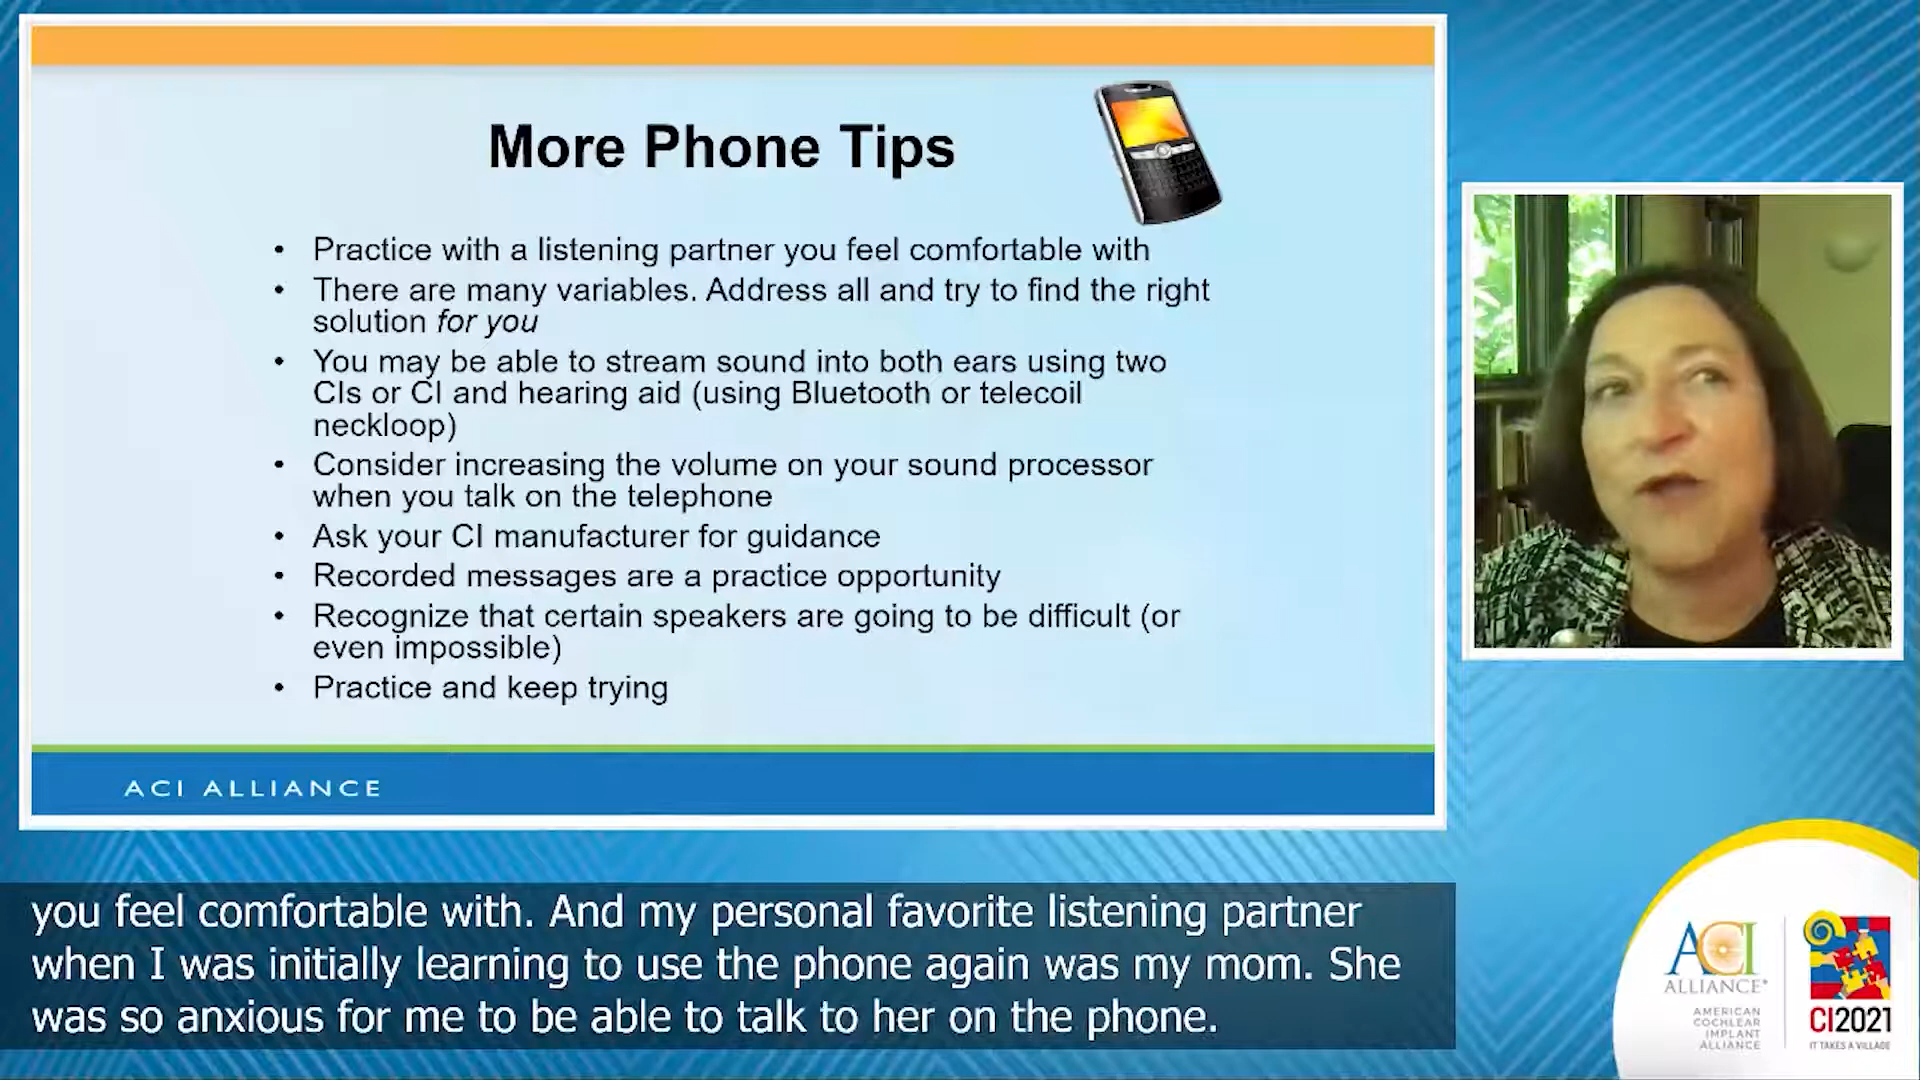 More Phone Tips
• Practice with a listening partner you feel comfortable with
• There are many variables. Address all and try to find the right
solution for you
• You may be able to stream sound into both ears using two
CIs or CI and hearing aid (using Bluetooth or telecoil
neckloop)
• Consider increasing the volume on your sound processor
when you talk on the telephone
• Ask your CI manufacturer for guidance
• Recorded messages are a practice opportunity
• Recognize that certain speakers are going to be difficult (or
even impossible)
• Practice and keep trying
ACI ALLIANCE
you feel comfortable with. And my personal favorite listening partner
when I was initially learning to use the phone again was my mom. She
was so anxious for me to be able to talk to her on the phone.
ACI
ALLIANCE®
AMERICAN
COCHLEAR
IMPLANT
ALLIANCE
CI2021
IT TAKES A VILLAGE